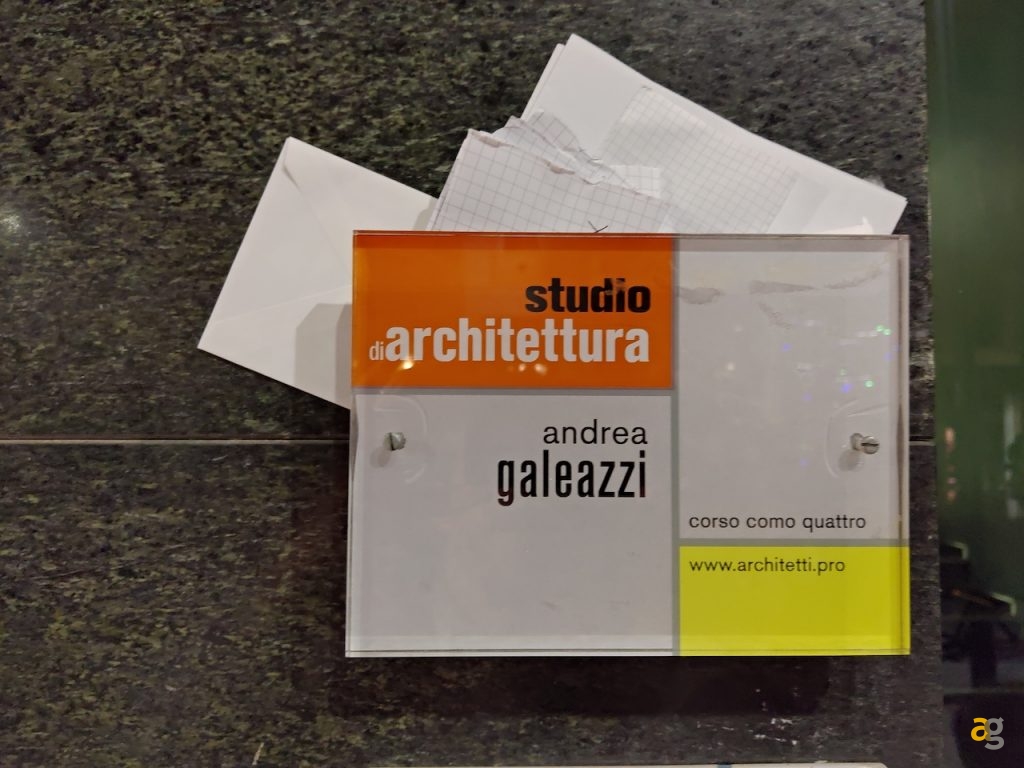 studio
di architettura
andrea
galeazzi
corso como quattro
www.architetti.pro
ag